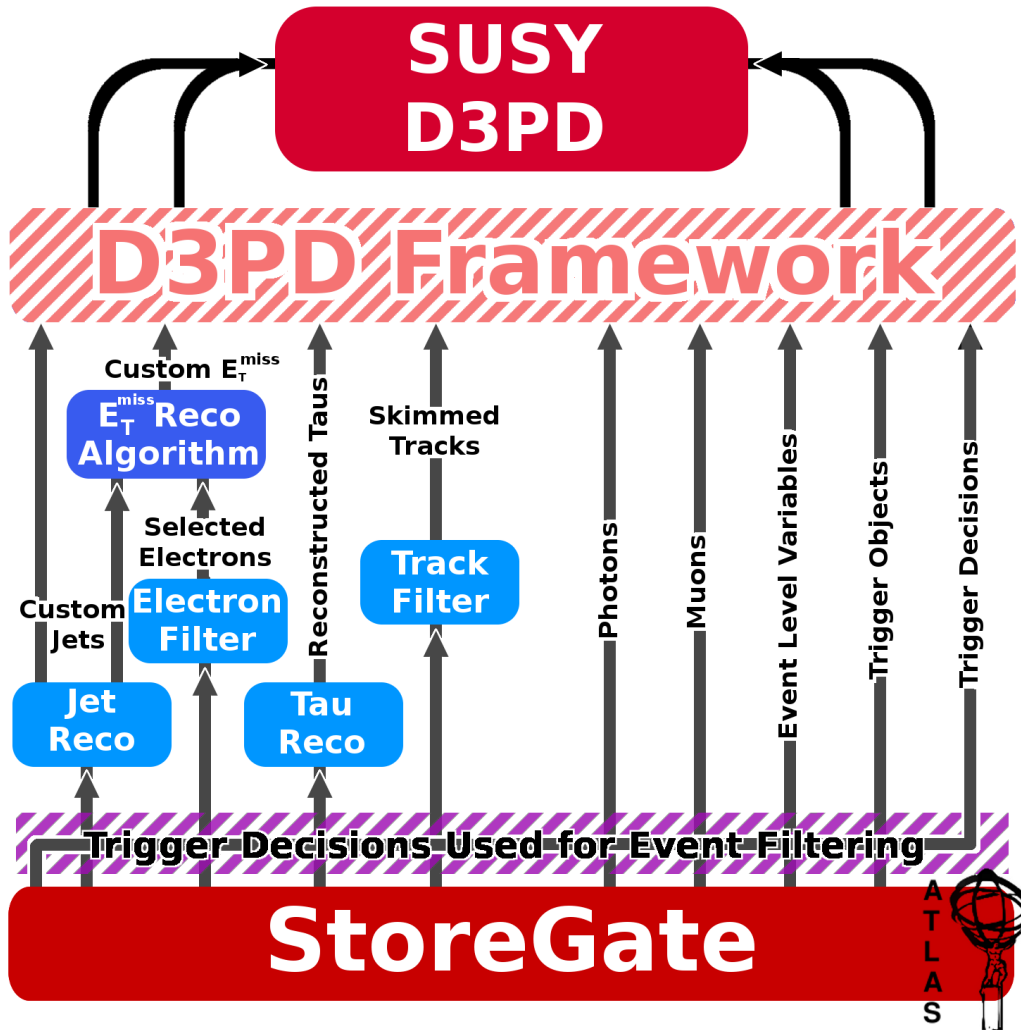 SUSY
D3PD
D3PD Framework
Custom E_T^miss
E_T^miss Reco
Algorithm
Reconstructed Taus
Skimmed
Tracks
Selected
Electrons
Custom
Jets
Electron
Filter
Track
Filter
Photons
Muons
Event Level Variables
Trigger Objects
Trigger Decisions
Jet
Reco
Tau
Reco
Trigger Decisions Used for Event Filtering
StoreGate
ATLAS